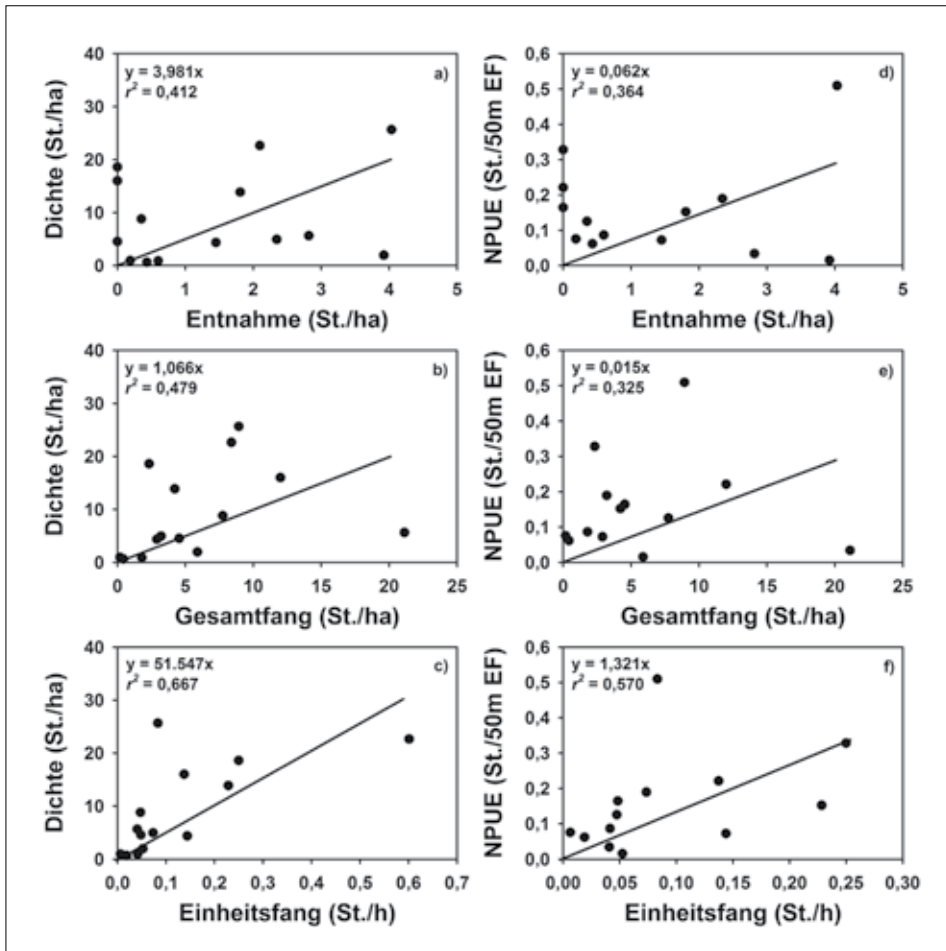 y = 3,981x
r² = 0,412
a)
Dichte (St./ha)
40
30
20
10
0
0 1 2 3 4 5
Entnahme (St./ha)
y = 0,062x
r² = 0,364
d)
NPUE (St./50m EF)
0,6
0,5
0,4
0,3
0,2
0,1
0,0
0 1 2 3 4 5
Entnahme (St./ha)
y = 1,066x
r² = 0,479
b)
Dichte (St./ha)
40
30
20
10
0
0 5 10 15 20 25
Gesamtfang (St./ha)
y = 0,015x
r² = 0,325
e)
NPUE (St./50m EF)
0,6
0,5
0,4
0,3
0,2
0,1
0,0
0 5 10 15 20 25
Gesamtfang (St./ha)
y = 51.547x
r² = 0,667
c)
Dichte (St./ha)
40
30
20
10
0
0,0 0,1 0,2 0,3 0,4 0,5 0,6 0,7
Einheitsfang (St./h)
y = 1,321x
r² = 0,570
f)
NPUE (St./50m EF)
0,6
0,5
0,4
0,3
0,2
0,1
0,0
0,00 0,05 0,10 0,15 0,20 0,25 0,30
Einheitsfang (St./h)